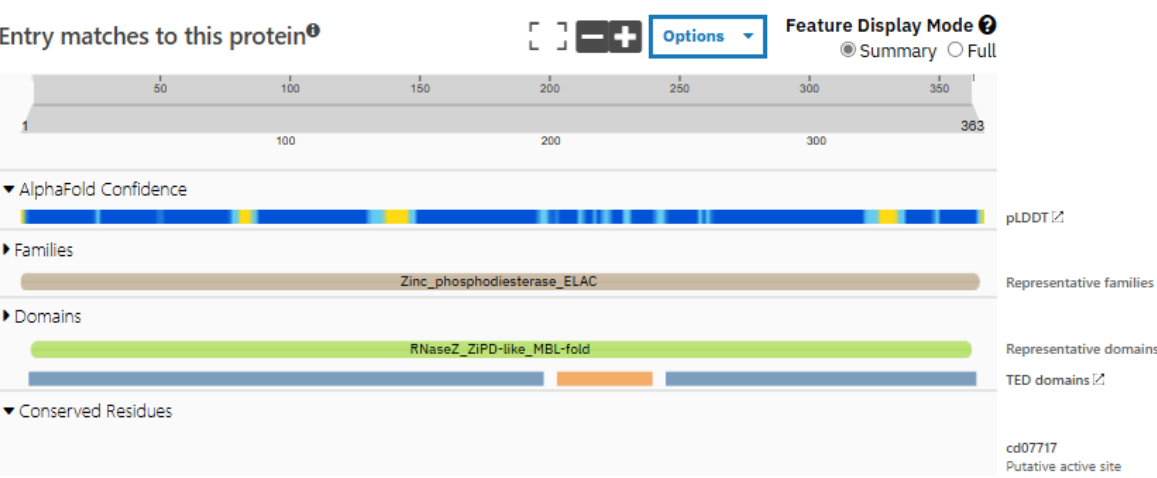 Entry matches to this protein
Options
Feature Display Mode
Summary Full
50 100 150 200 250 300 350
1 363
100 200 300
AlphaFold Confidence
pLDDT
Families
Zinc_phosphodiesterase_ELAC
Representative families
Domains
RNaseZ_ZiPD-like_MBL-fold
Representative domains
TED domains
Conserved Residues
cd07717
Putative active site